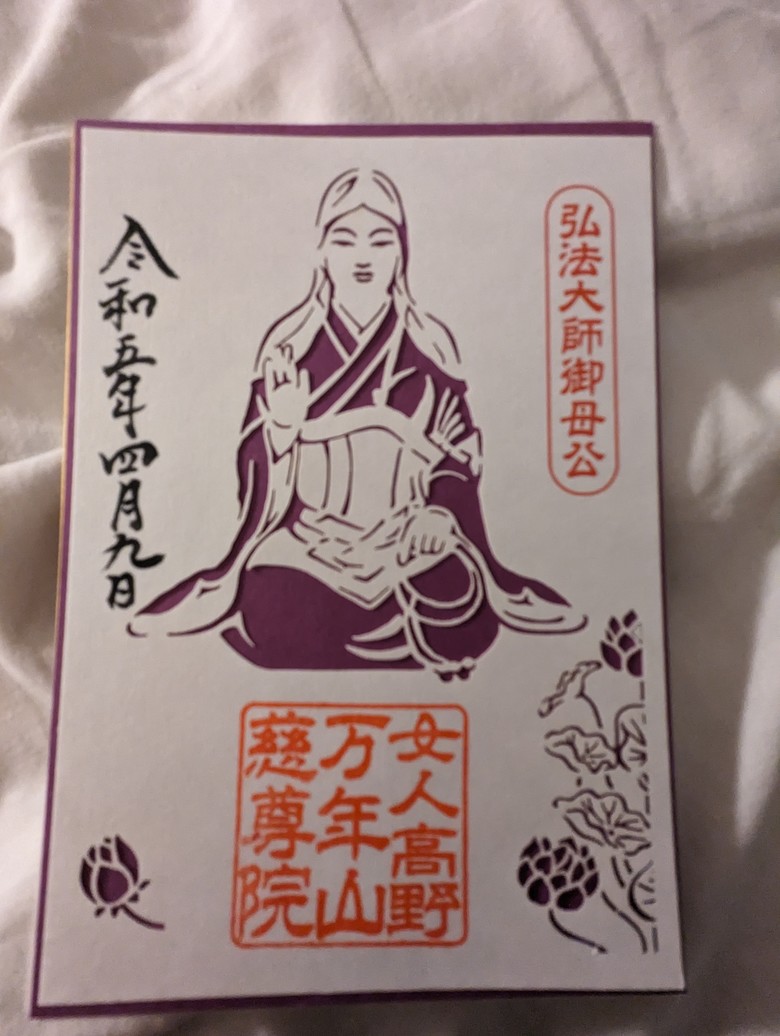 弘法大師御母公
令和五年四月九日
女人高野
万年山
慈尊院